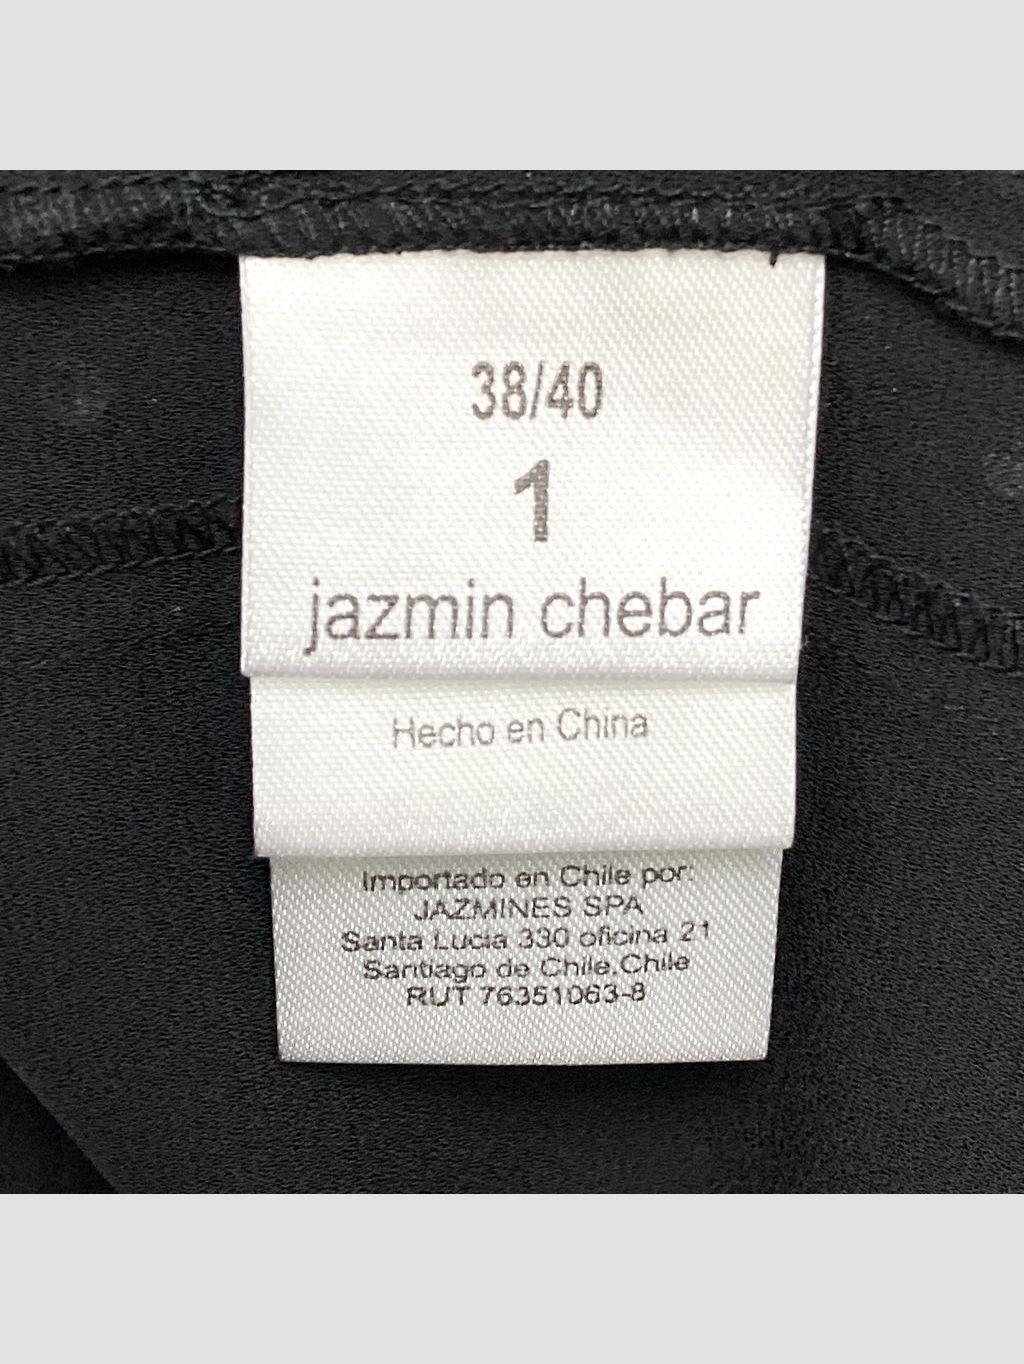 38/40
1
jazmin chebar
Hecho en China
Importado en Chile por:
JAZMINES SPA
Santa Lucia 330 oficina 21
Santiago de Chile.Chile
RUT 76351063-8